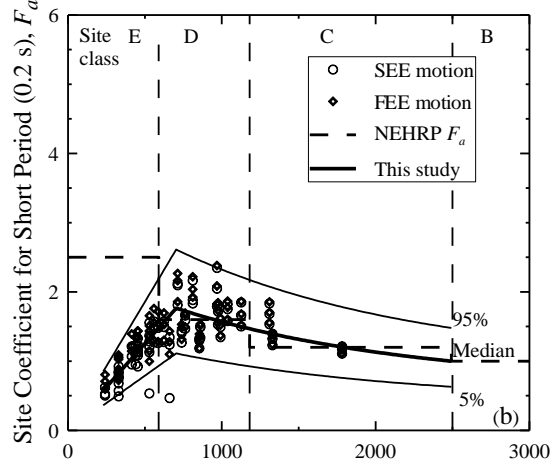 Site Coefficient for Short Period (0.2 s), Fₐ
6
4
2
0
Site class
E
D
C
B
SEE motion
FEE motion
NEHRP Fₐ
This study
95%
Median
5%
(b)
0 1000 2000 3000